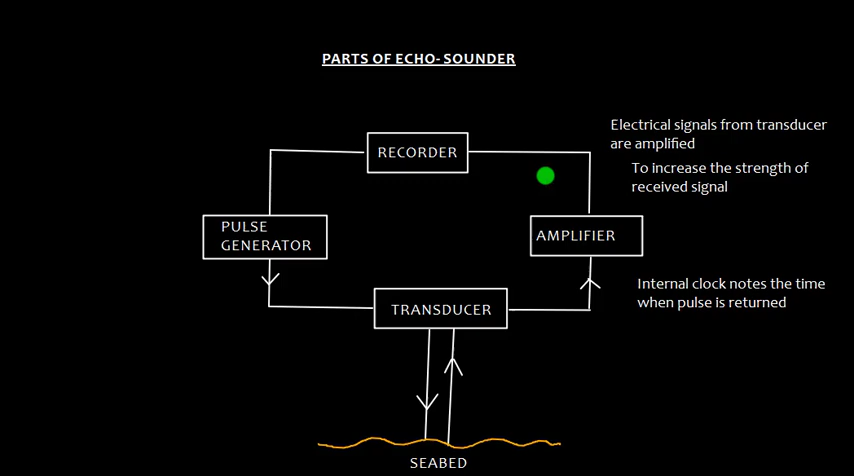 PARTS OF ECHO- SOUNDER
Electrical signals from transducer
are amplified
RECORDER
To increase the strength of
received signal
PULSE
GENERATOR
AMPLIFIER
Internal clock notes the time
when pulse is returned
TRANSDUCER
SEABED